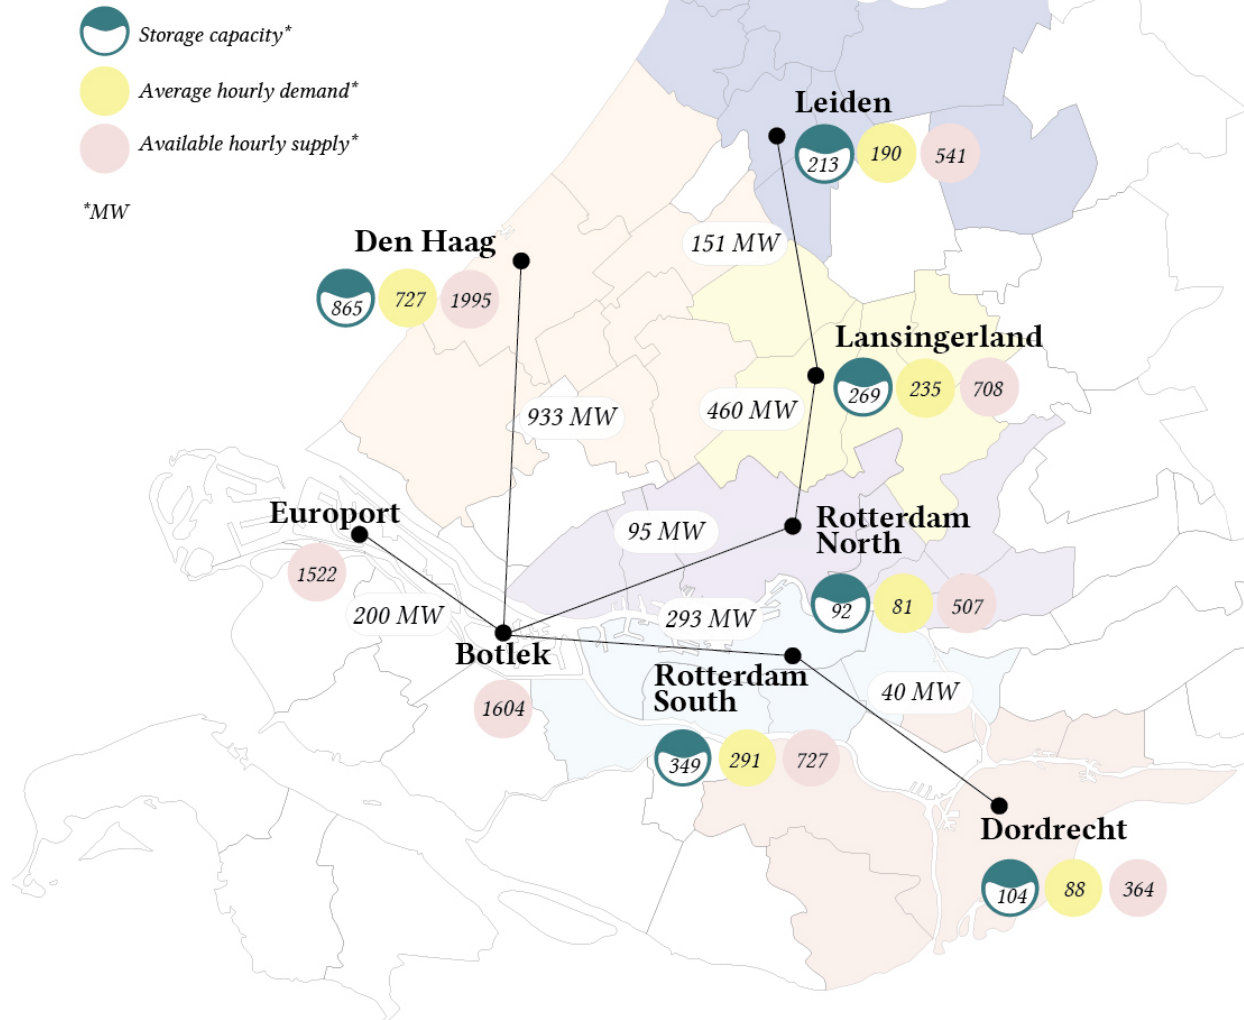 Storage capacity*
Average hourly demand*
Available hourly supply*
*MW
Leiden
213 190 541
151 MW
Den Haag
865 727 1995
Lansingerland
269 235 708
460 MW
933 MW
Europort
1522
95 MW
Rotterdam
North
92 81 507
200 MW
293 MW
Botlek
1604
Rotterdam
South
349 291 727
40 MW
Dordrecht
104 88 364